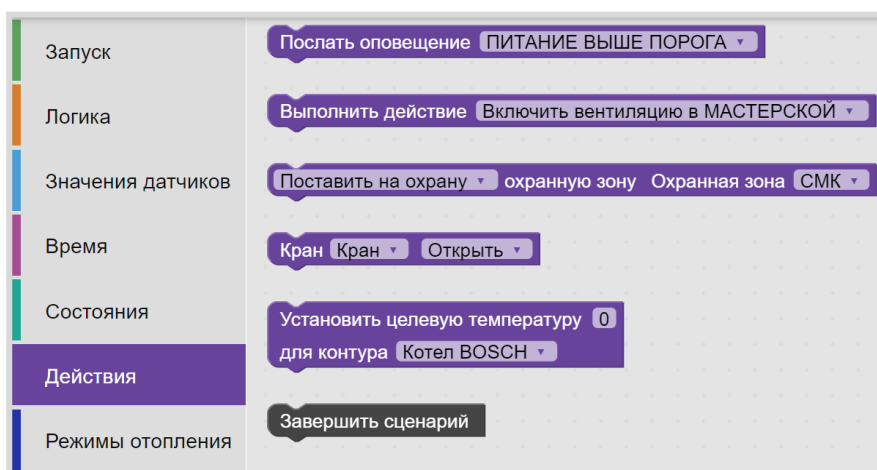 Запуск
Логика
Значения датчиков
Время
Состояния
Действия
Режимы отопления
Послать оповещение ПИТАНИЕ ВЫШЕ ПОРОГА
Выполнить действие Включить вентиляцию в МАСТЕРСКОЙ
Поставить на охрану охранную зону Охранная зона СМК
Кран Кран Открыть
Установить целевую температуру 0
для контура Котел BOSCH
Завершить сценарий